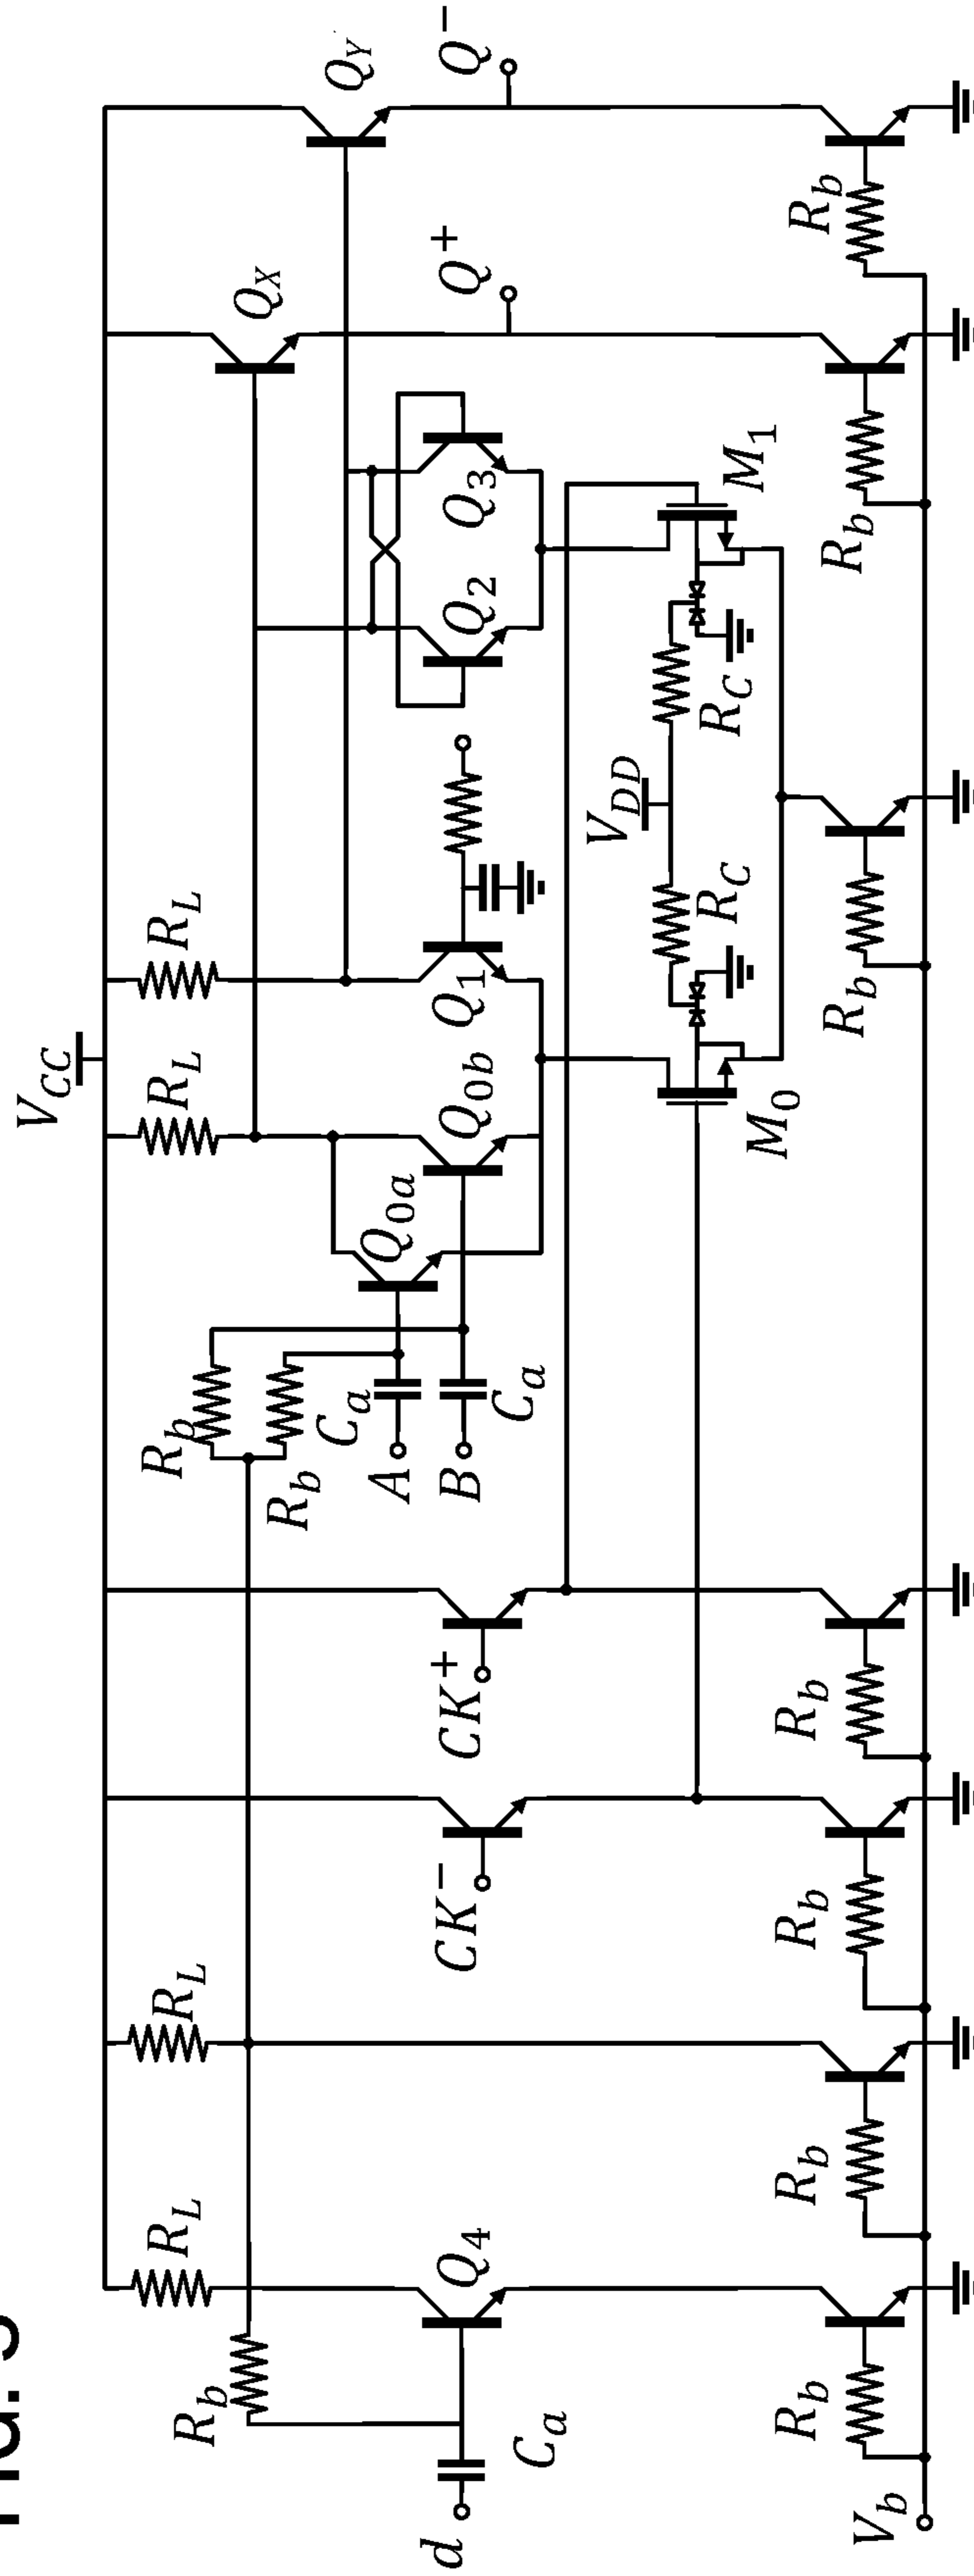 V_CC
R_L
R_L
R_L
R_L
R_b
R_b
R_b
Q_X
Q_Y
C_a
Q_0a
A
d
Q_4
CK^−
CK^+
B
Q_0b
Q_1
Q_2
Q_3
Q^+
Q^−
C_a
C_a
V_DD
R_C
R_C
M_0
M_1
R_b
R_b
R_b
R_b
R_b
R_b
R_b
V_b